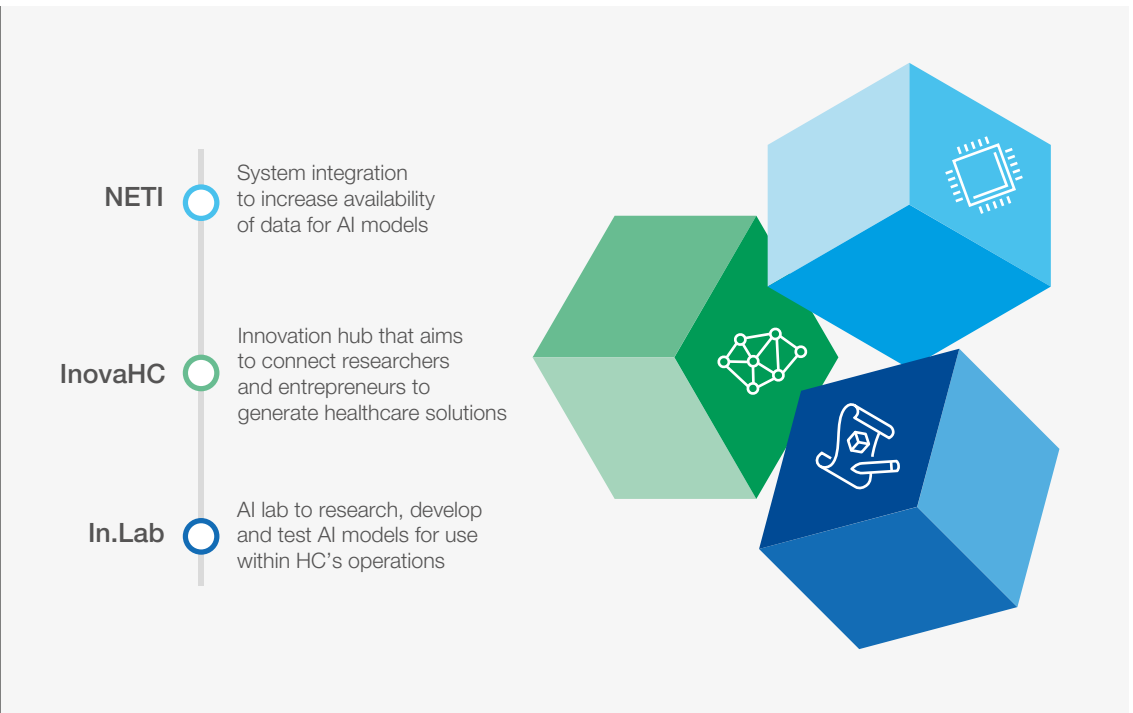 NETI
System integration
to increase availability
of data for AI models
InovaHC
Innovation hub that aims
to connect researchers
and entrepreneurs to
generate healthcare solutions
In.Lab
AI lab to research, develop
and test AI models for use
within HC’s operations